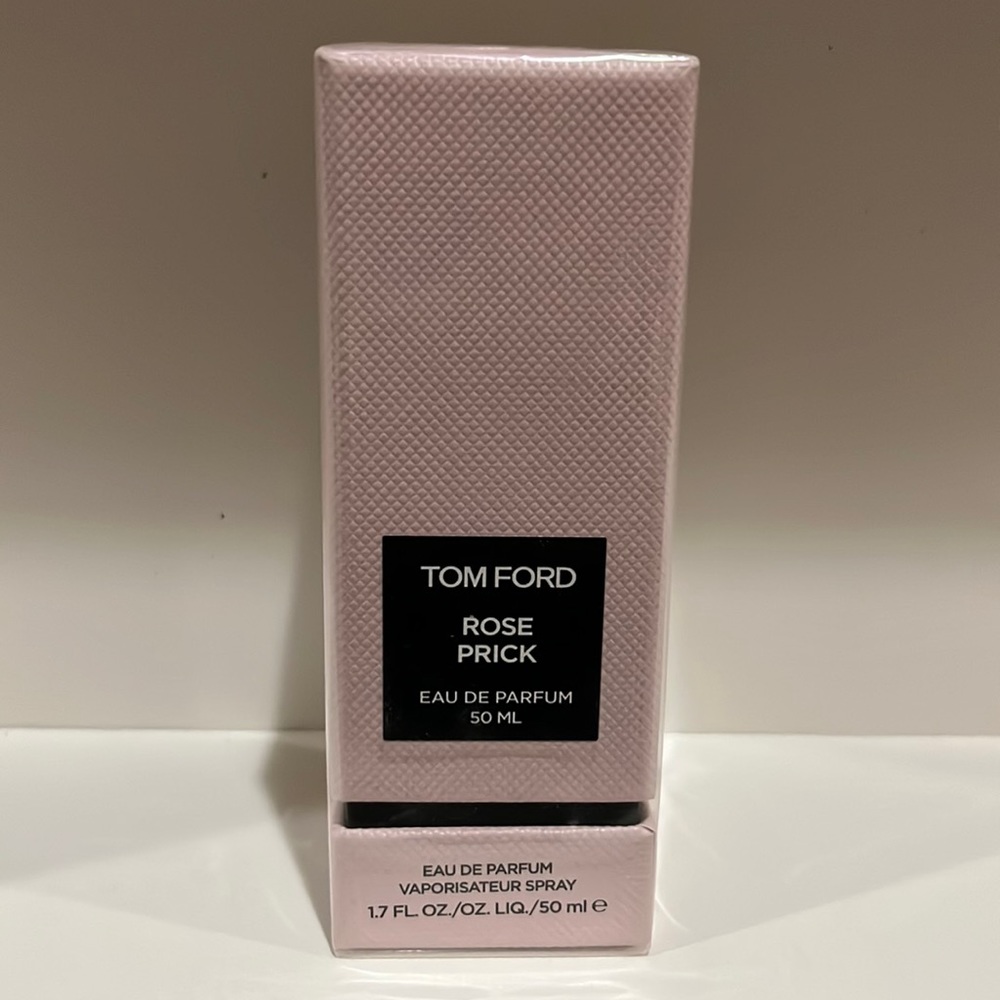 TOM FORD
ROSE
PRICK
EAU DE PARFUM
50 ML
EAU DE PARFUM
VAPORISATEUR SPRAY
1.7 FL. OZ./OZ. LIQ./50 ml ℮